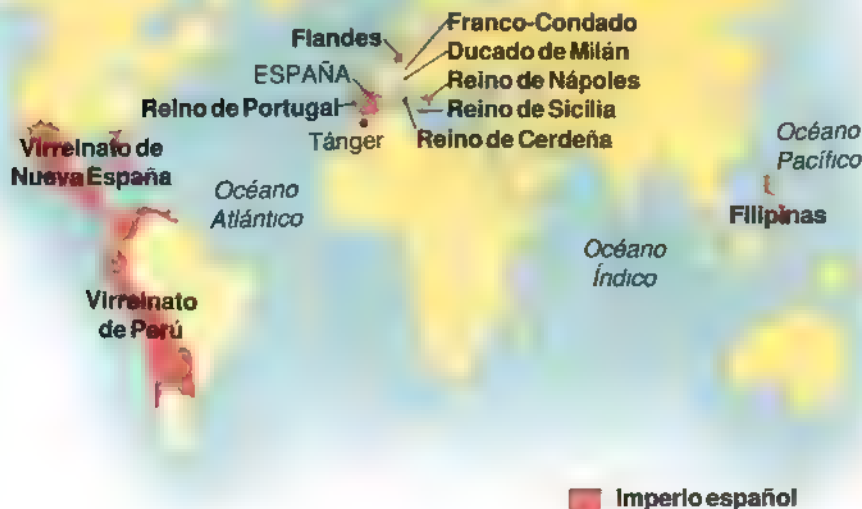 Franco-Condado
Flandes
Ducado de Milán
ESPAÑA
Reino de Nápoles
Reino de Portugal
Reino de Sicilia
Tánger
Reino de Cerdeña
Océano
Pacífico
Virreinato de
Nueva España
Océano
Atlántico
Filipinas
Océano
Índico
Virreinato
de Perú
Imperio español